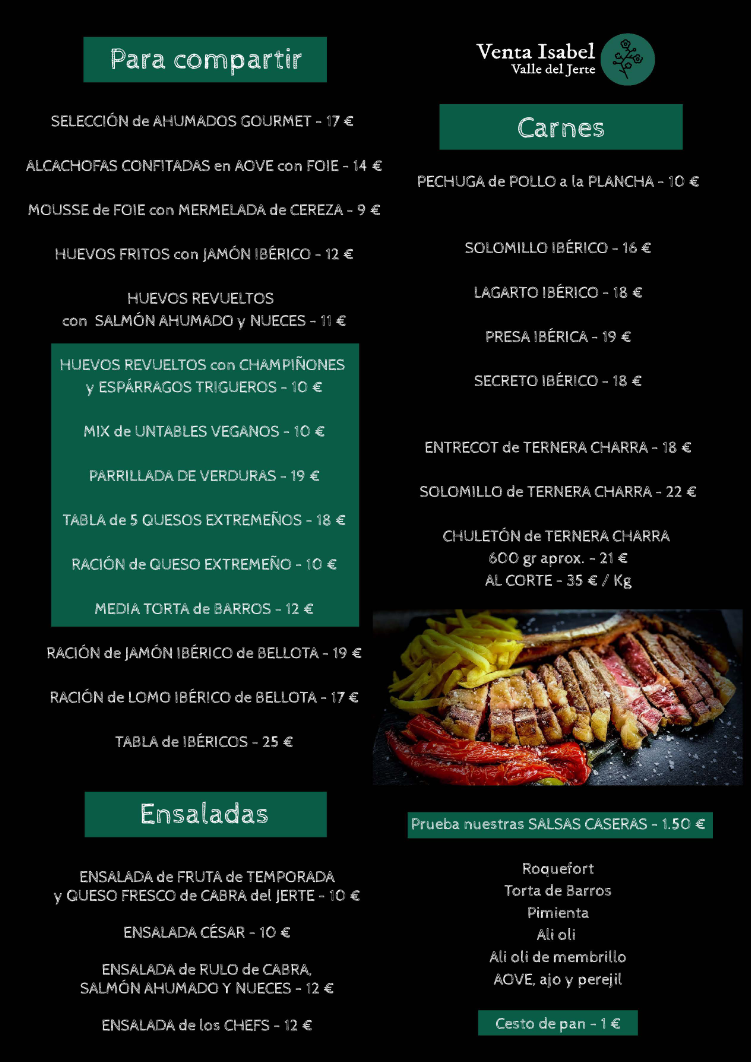 Para compartir
SELECCIÓN de AHUMADOS GOURMET - 17 €
ALCACHOFAS CONFITADAS en AOVE con FOIE - 14 €
MOUSSE de FOIE con MERMELADA de CEREZA - 9 €
HUEVOS FRITOS con JAMÓN IBÉRICO - 12 €
HUEVOS REVUELTOS
con SALMÓN AHUMADO y NUECES - 11 €
HUEVOS REVUELTOS con CHAMPIÑONES
y ESPÁRRAGOS TRIGUEROS - 10 €
MIX de UNTABLES VEGANOS - 10 €
PARRILLADA DE VERDURAS - 19 €
TABLA de 5 QUESOS EXTREMEÑOS - 18 €
RACIÓN de QUESO EXTREMEÑO - 10 €
MEDIA TORTA de BARROS - 12 €
RACIÓN de JAMÓN IBÉRICO de BELLOTA - 19 €
RACIÓN de LOMO IBÉRICO de BELLOTA - 17 €
TABLA de IBÉRICOS - 25 €
Ensaladas
ENSALADA de FRUTA de TEMPORADA
y QUESO FRESCO de CABRA del JERTE - 10 €
ENSALADA CÉSAR - 10 €
ENSALADA de RULO de CABRA,
SALMÓN AHUMADO Y NUECES - 12 €
ENSALADA de los CHEFS - 12 €
Venta Isabel
Valle del Jerte
Carnes
PECHUGA de POLLO a la PLANCHA - 10 €
SOLOMILLO IBÉRICO - 16 €
LAGARTO IBÉRICO - 18 €
PRESA IBÉRICA - 19 €
SECRETO IBÉRICO - 18 €
ENTRECOT de TERNERA CHARRA - 18 €
SOLOMILLO de TERNERA CHARRA - 22 €
CHULETÓN de TERNERA CHARRA
600 gr aprox. - 21 €
AL CORTE - 35 € / Kg
Prueba nuestras SALSAS CASERAS - 1.50 €
Roquefort
Torta de Barros
Pimienta
Ali oli
Ali oli de membrillo
AOVE, ajo y perejil
Cesto de pan - 1 €